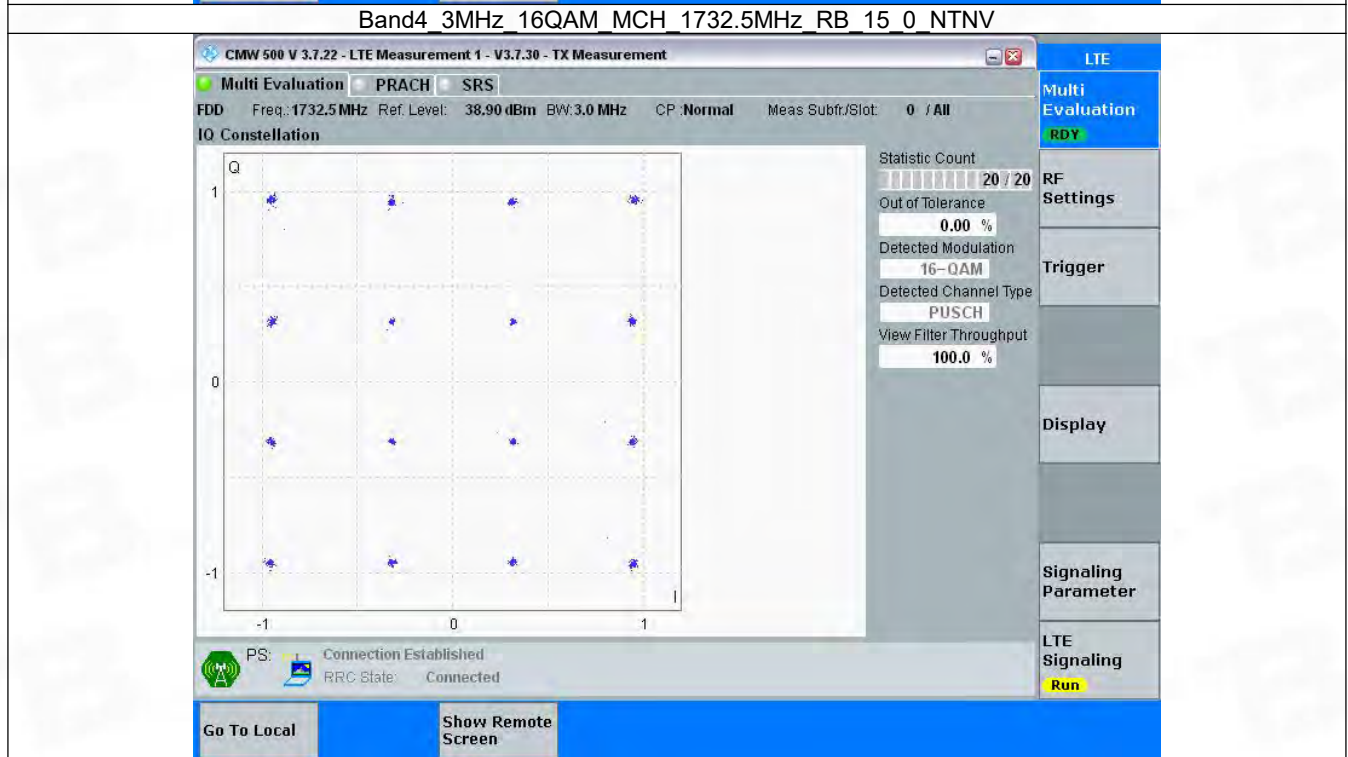 Band4_3MHz_16QAM_MCH_1732.5MHz_RB_15_0_NTNV
CMW 500 V 3.7.22 - LTE Measurement 1 - V3.7.30 - TX Measurement
LTE
Multi Evaluation PRACH SRS
FDD Freq.:1732.5 MHz Ref. Level: 38.90 dBm BW:3.0 MHz CP :Normal Meas Subfr./Slot: 0 / All
IQ Constellation
Q
1
0
-1
-1 0 1
I
Statistic Count
20 / 20
Out of Tolerance
0.00 %
Detected Modulation
16-QAM
Detected Channel Type
PUSCH
View Filter Throughput
100.0 %
Multi
Evaluation
RDY
RF
Settings
Trigger
Display
Signaling
Parameter
LTE
Signaling
Run
PS: Connection Established
RRC State: Connected
Go To Local
Show Remote
Screen